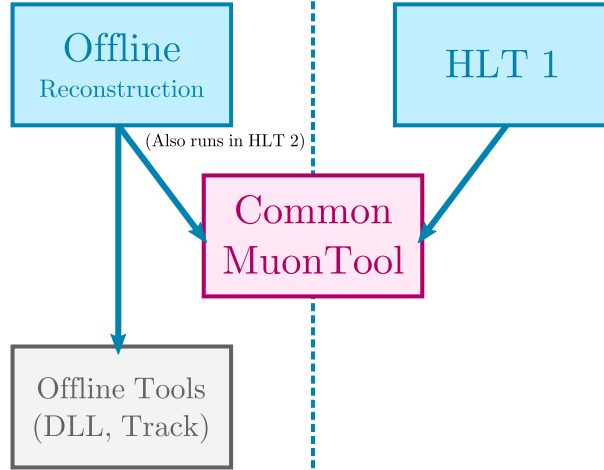 Offline
Reconstruction
HLT 1
(Also runs in HLT 2)
Common
MuonTool
Offline Tools
(DLL, Track)